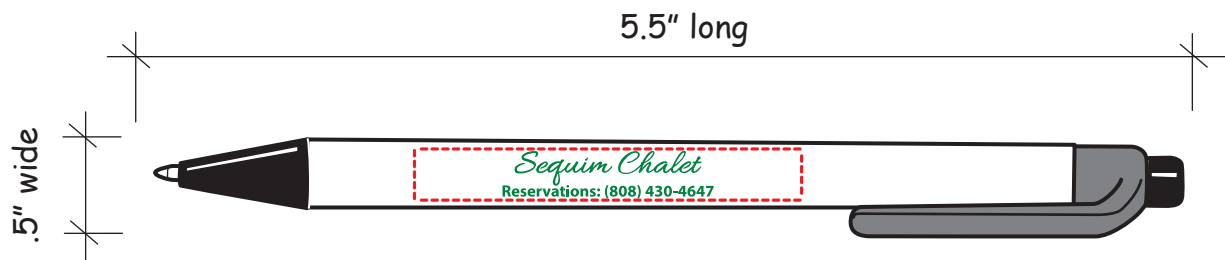 5.5" long
.5" wide
Sequim Chalet
Reservations: (808) 430-4647